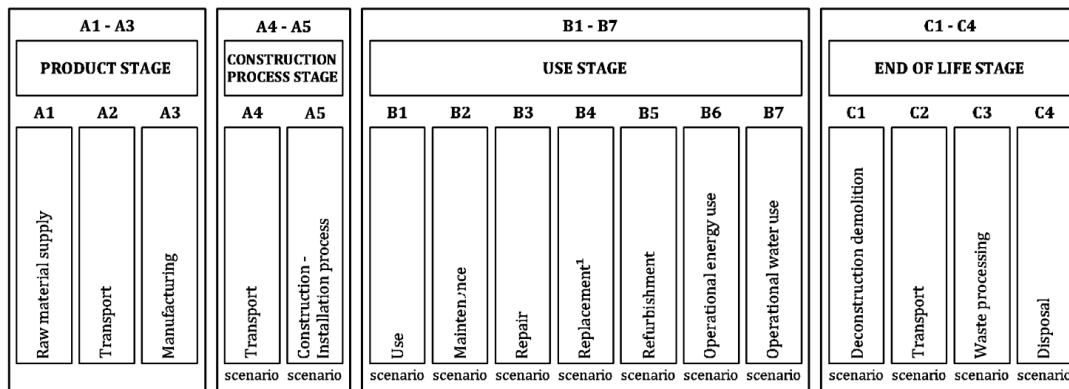 A1 - A3
A4 - A5
B1 - B7
C1 - C4
PRODUCT STAGE
CONSTRUCTION
PROCESS STAGE
USE STAGE
END OF LIFE STAGE
A1
A2
A3
A4
A5
B1
B2
B3
B4
B5
B6
B7
C1
C2
C3
C4
Raw material supply
Transport
Manufacturing
Transport
Construction -
Installation process
Use
Maintenance
Repair
Replacement¹
Refurbishment
Operational energy use
Operational water use
Deconstruction demolition
Transport
Waste processing
Disposal
scenario
scenario
scenario
scenario
scenario
scenario
scenario
scenario
scenario
scenario
scenario
scenario
scenario